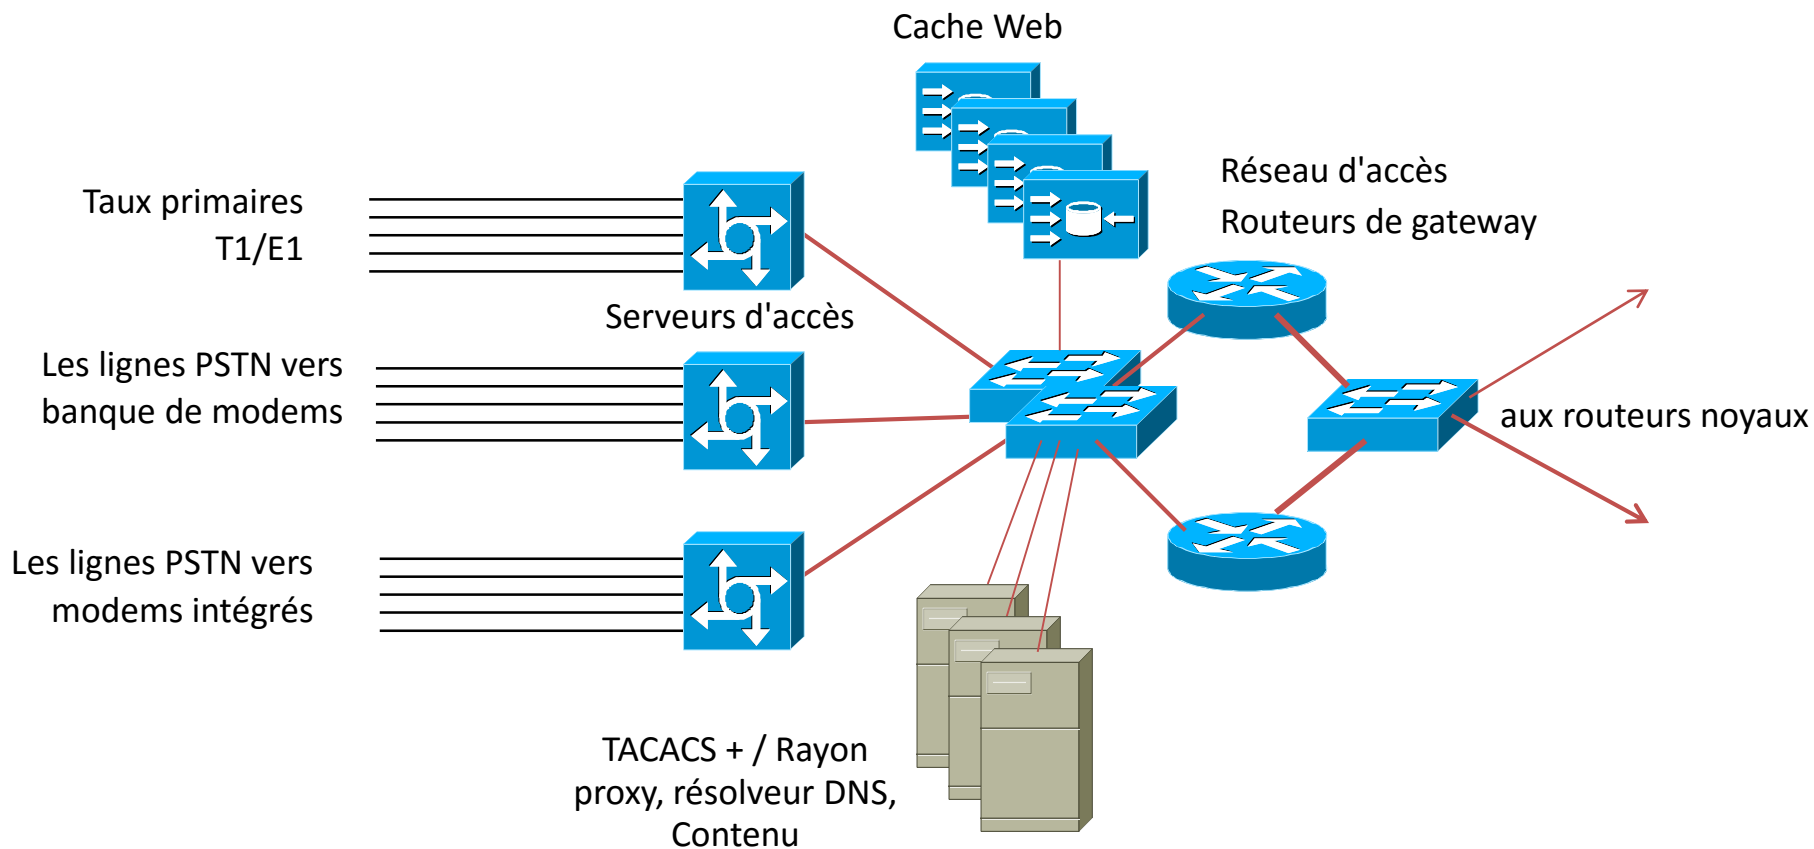 Cache Web
Réseau d'accès
Routeurs de gateway
Taux primaires
T1/E1
Serveurs d'accès
Les lignes PSTN vers
banque de modems
aux routeurs noyaux
Les lignes PSTN vers
modems intégrés
TACACS + / Rayon
proxy, résolveur DNS,
Contenu